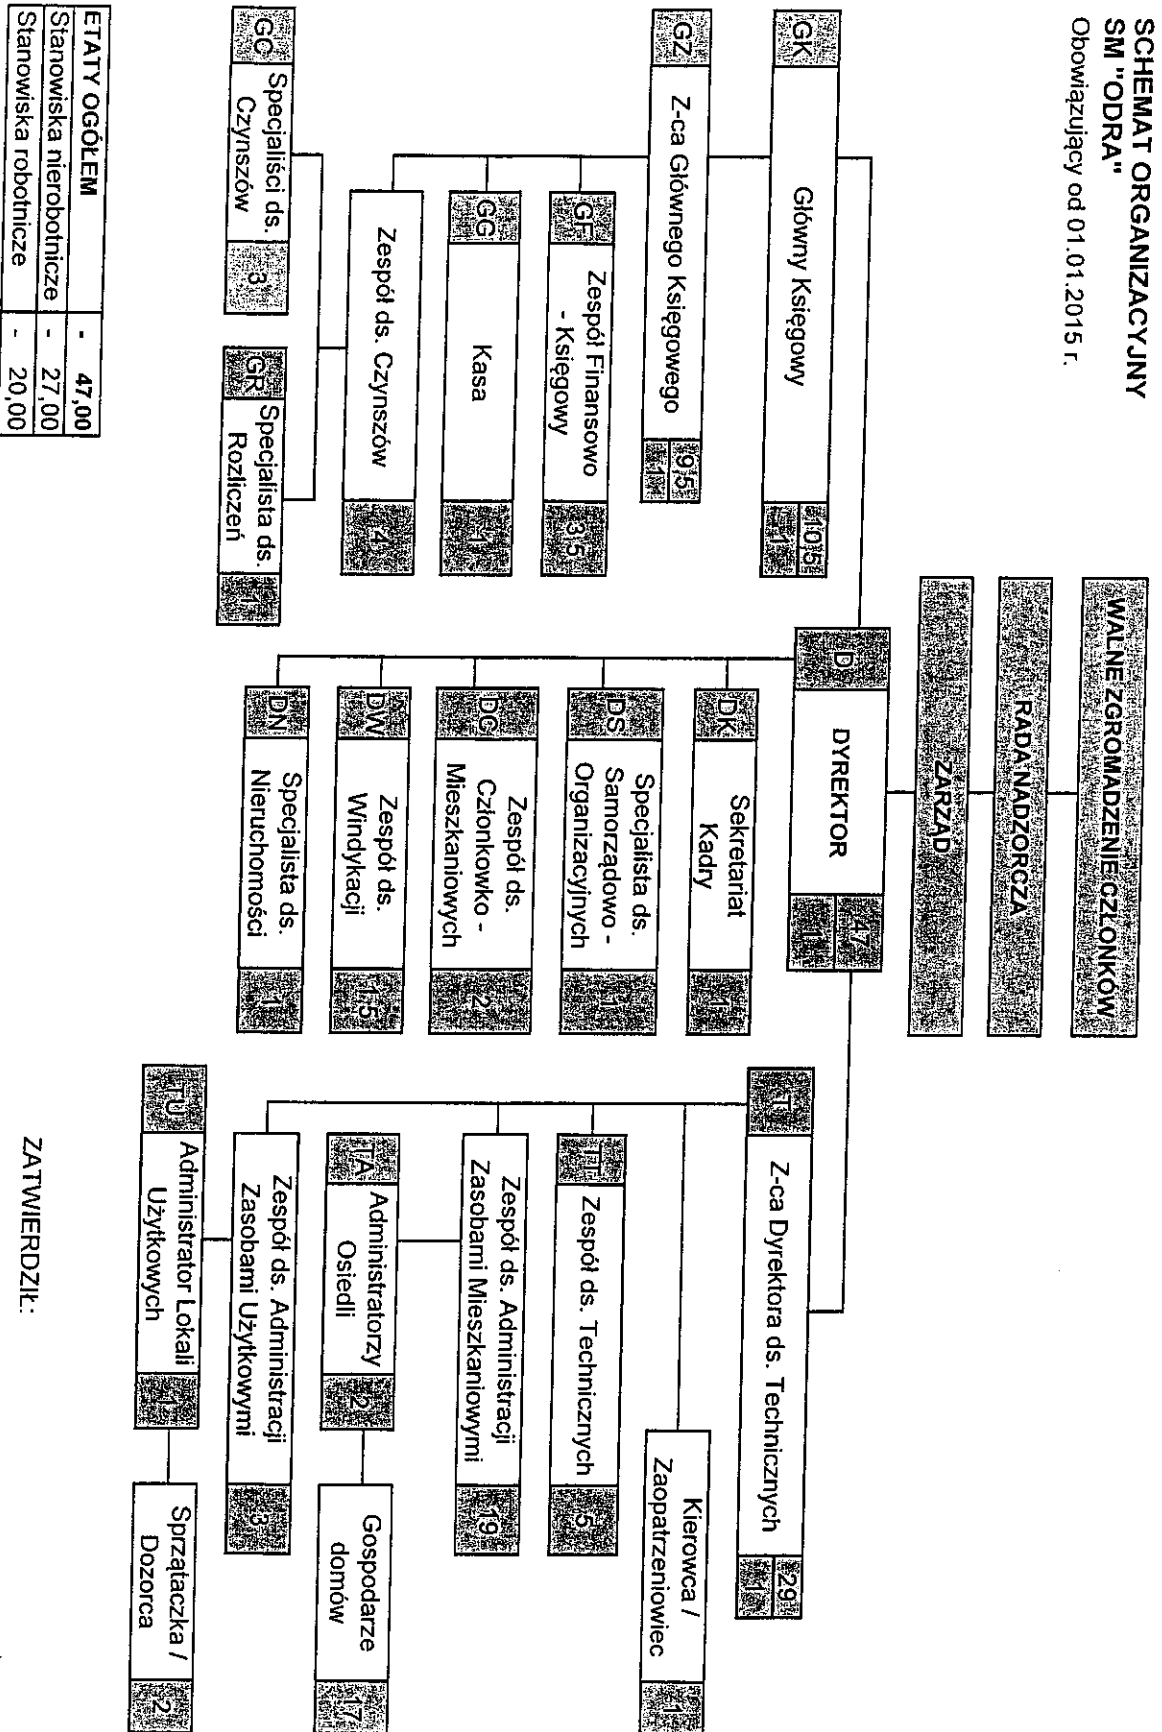 SCHEMAT ORGANIZACYJNY
SM "ODRA"
Obowiązujący od 01.01.2015 r.
WALNE ZGROMADZENIE CZŁONKÓW
RADA NADZORCZA
ZARZĄD
D
DYREKTOR
47
1
GK
Główny Księgowy
10,5
1
GZ
Z-ca Głównego Księgowego
9,5
1
GF
Zespół Finansowo
- Księgowy
3,5
GG
Kasa
1
Zespół ds. Czynszów
4
GC
Specjaliści ds.
Czynszów
3
GR
Specjalista ds.
Rozliczeń
1
DK
Sekretariat
Kadry
1
DS
Specjalista ds.
Samorządowo -
Organizacyjnych
1
DC
Zespół ds.
Członkowko -
Mieszkaniowych
2
DW
Zespół ds.
Windykacji
1,5
DN
Specjalista ds.
Nieruchomości
1
T
Z-ca Dyrektora ds. Technicznych
29
1
Kierowca /
Zaopatrzeniowiec
1
TT
Zespół ds. Technicznych
5
Zespół ds. Administracji
Zasobami Mieszkaniowymi
19
TA
Administratorzy
Osiedli
2
Gospodarze
domów
17
Zespół ds. Administracji
Zasobami Użytkowymi
3
TU
Administrator Lokali
Użytkowych
1
Sprzątaczka /
Dozorca
2
ETATY OGÓŁEM - 47,00
Stanowiska nierobotnicze - 27,00
Stanowiska robotnicze - 20,00
ZATWIERDZIŁ: